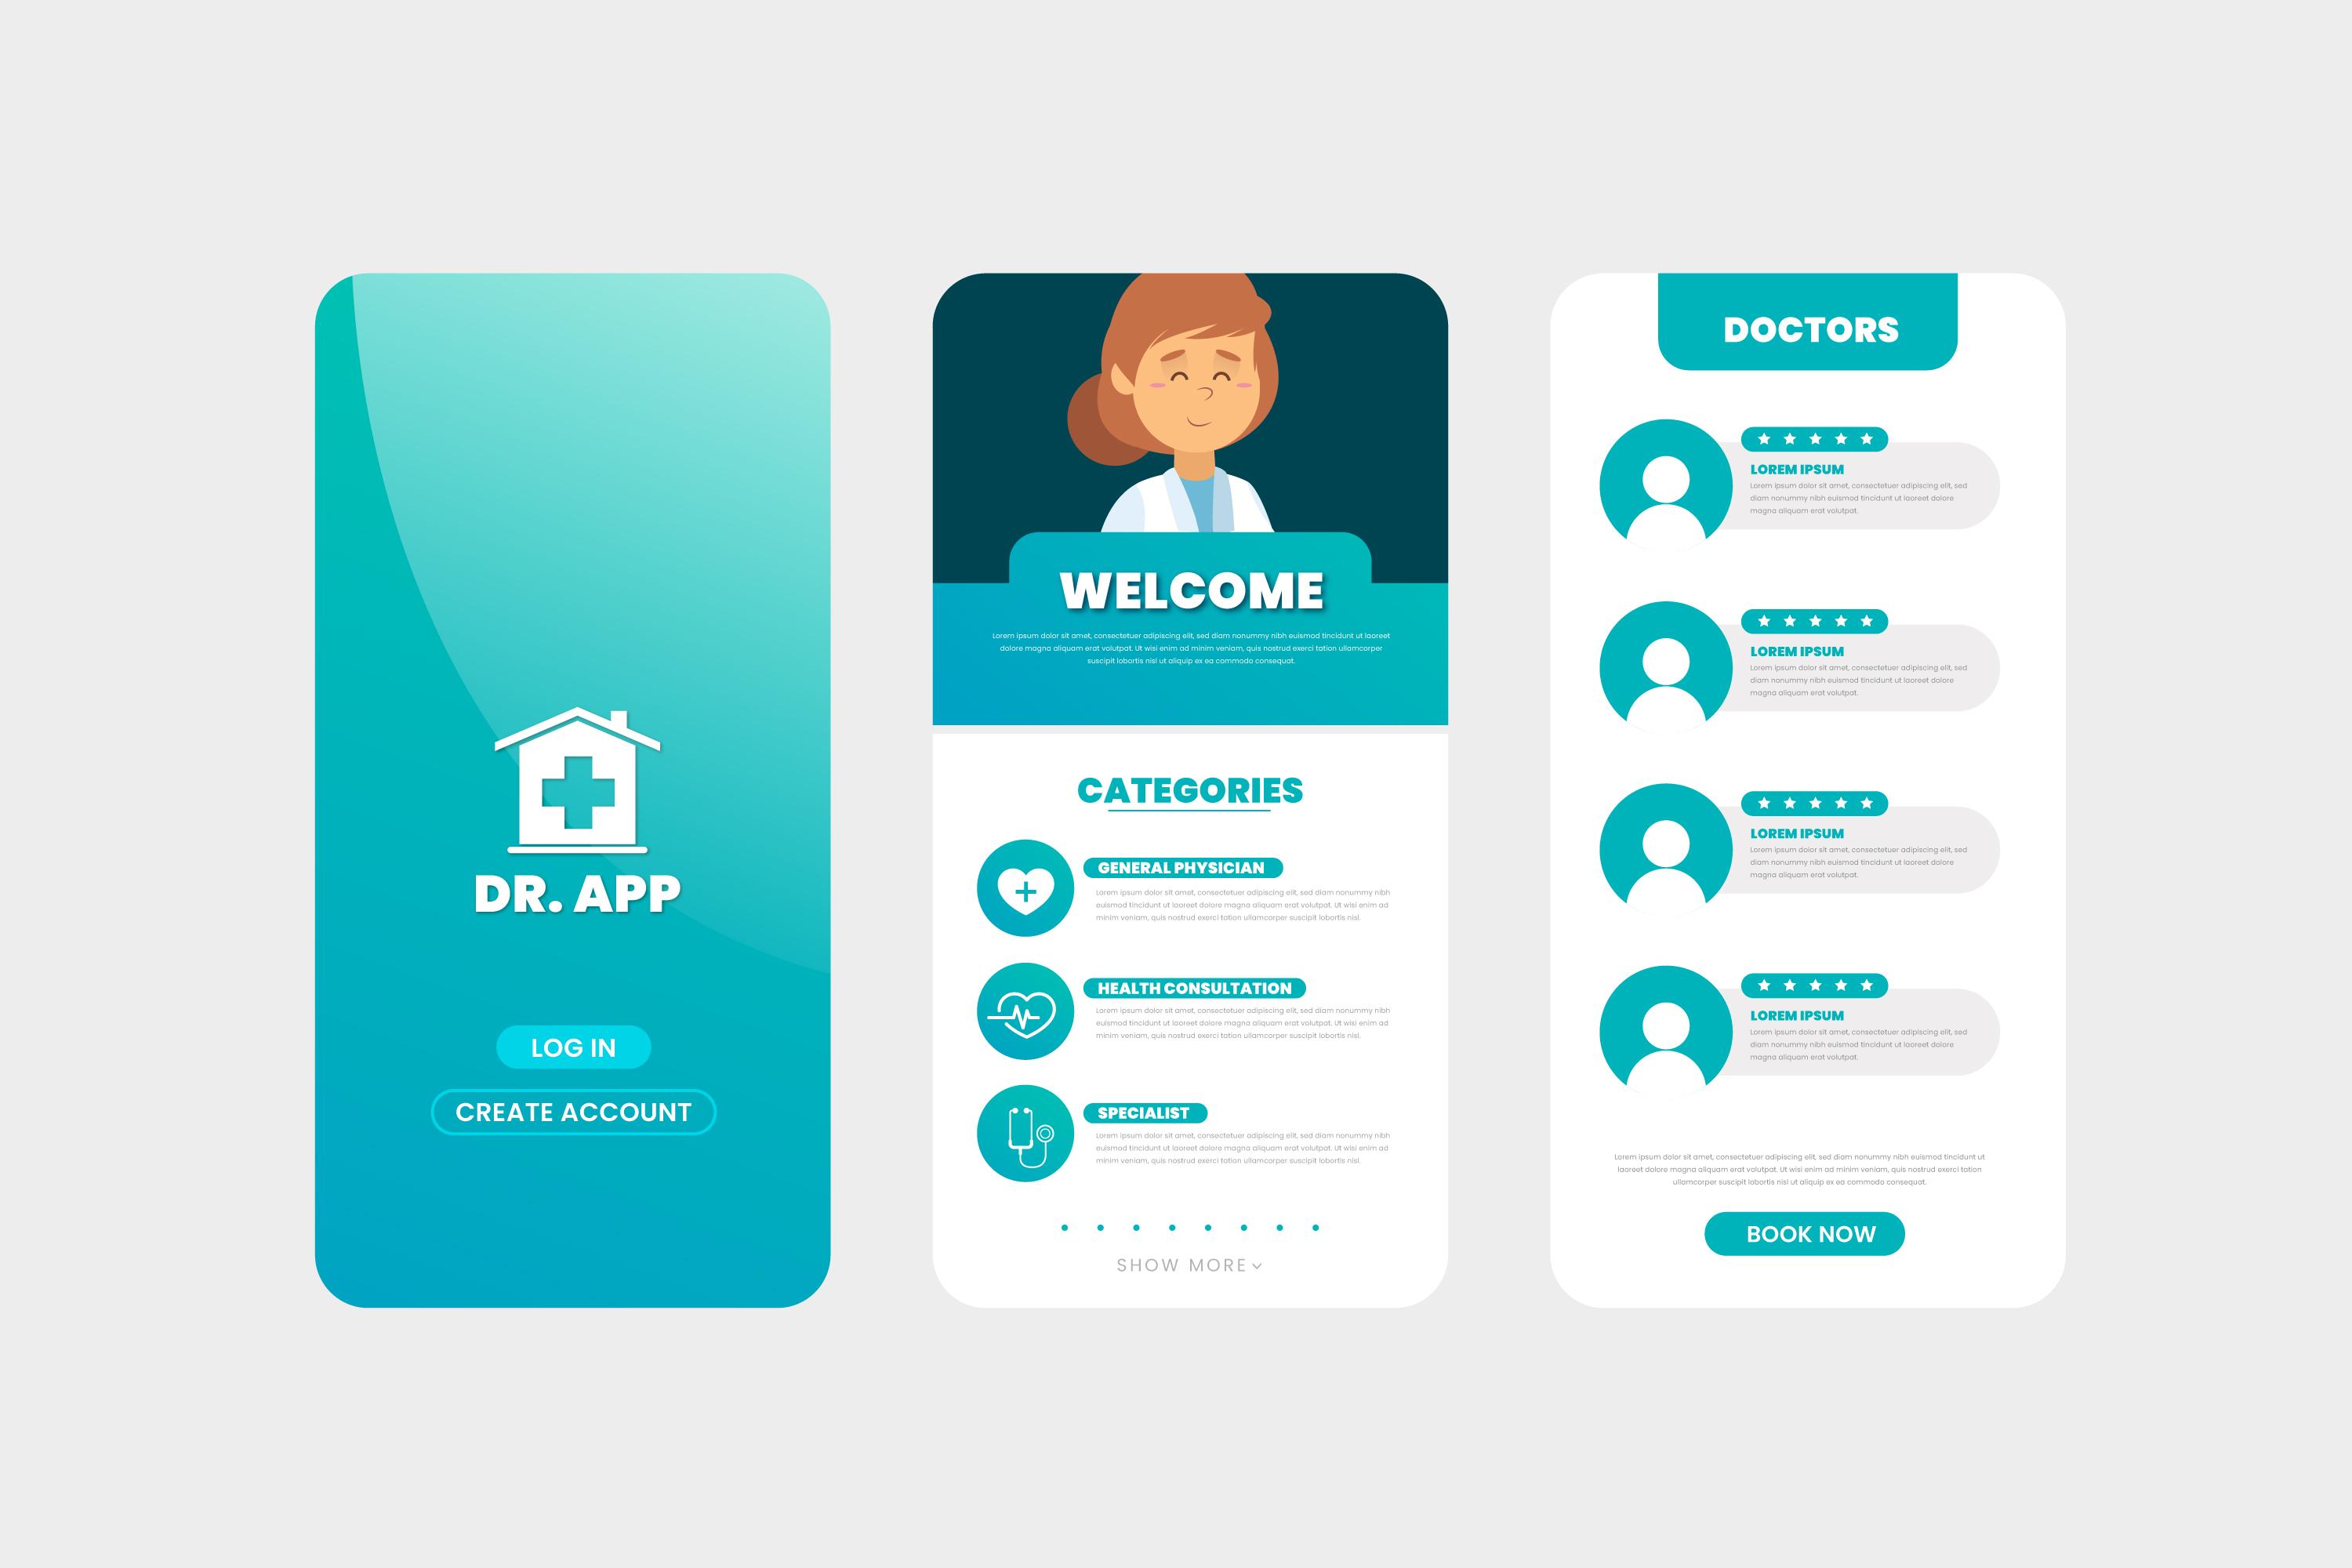 DR. APP
LOG IN
CREATE ACCOUNT
WELCOME
Lorem ipsum dolor sit amet, consectetuer adipiscing elit, sed diam nonummy nibh euismod tincidunt ut laoreet
dolore magna aliquam erat volutpat. Ut wisi enim ad minim veniam, quis nostrud exerci tation ullamcorper
suscipit lobortis nisl ut aliquip ex ea commodo consequat.
CATEGORIES
GENERAL PHYSICIAN
Lorem ipsum dolor sit amet, consectetuer adipiscing elit, sed diam nonummy nibh
euismod tincidunt ut laoreet dolore magna aliquam erat volutpat. Ut wisi enim ad
minim veniam, quis nostrud exerci tation ullamcorper suscipit lobortis nisl.
HEALTH CONSULTATION
Lorem ipsum dolor sit amet, consectetuer adipiscing elit, sed diam nonummy nibh
euismod tincidunt ut laoreet dolore magna aliquam erat volutpat. Ut wisi enim ad
minim veniam, quis nostrud exerci tation ullamcorper suscipit lobortis nisl.
SPECIALIST
Lorem ipsum dolor sit amet, consectetuer adipiscing elit, sed diam nonummy nibh
euismod tincidunt ut laoreet dolore magna aliquam erat volutpat. Ut wisi enim ad
minim veniam, quis nostrud exerci tation ullamcorper suscipit lobortis nisl.
SHOW MORE
DOCTORS
LOREM IPSUM
Lorem ipsum dolor sit amet, consectetuer adipiscing elit, sed
diam nonummy nibh euismod tincidunt ut laoreet dolore
magna aliquam erat volutpat.
LOREM IPSUM
Lorem ipsum dolor sit amet, consectetuer adipiscing elit, sed
diam nonummy nibh euismod tincidunt ut laoreet dolore
magna aliquam erat volutpat.
LOREM IPSUM
Lorem ipsum dolor sit amet, consectetuer adipiscing elit, sed
diam nonummy nibh euismod tincidunt ut laoreet dolore
magna aliquam erat volutpat.
LOREM IPSUM
Lorem ipsum dolor sit amet, consectetuer adipiscing elit, sed
diam nonummy nibh euismod tincidunt ut laoreet dolore
magna aliquam erat volutpat.
Lorem ipsum dolor sit amet, consectetuer adipiscing elit, sed diam nonummy nibh euismod tincidunt ut
laoreet dolore magna aliquam erat volutpat. Ut wisi enim ad minim veniam, quis nostrud exerci tation
ullamcorper suscipit lobortis nisl ut aliquip ex ea commodo consequat.
BOOK NOW